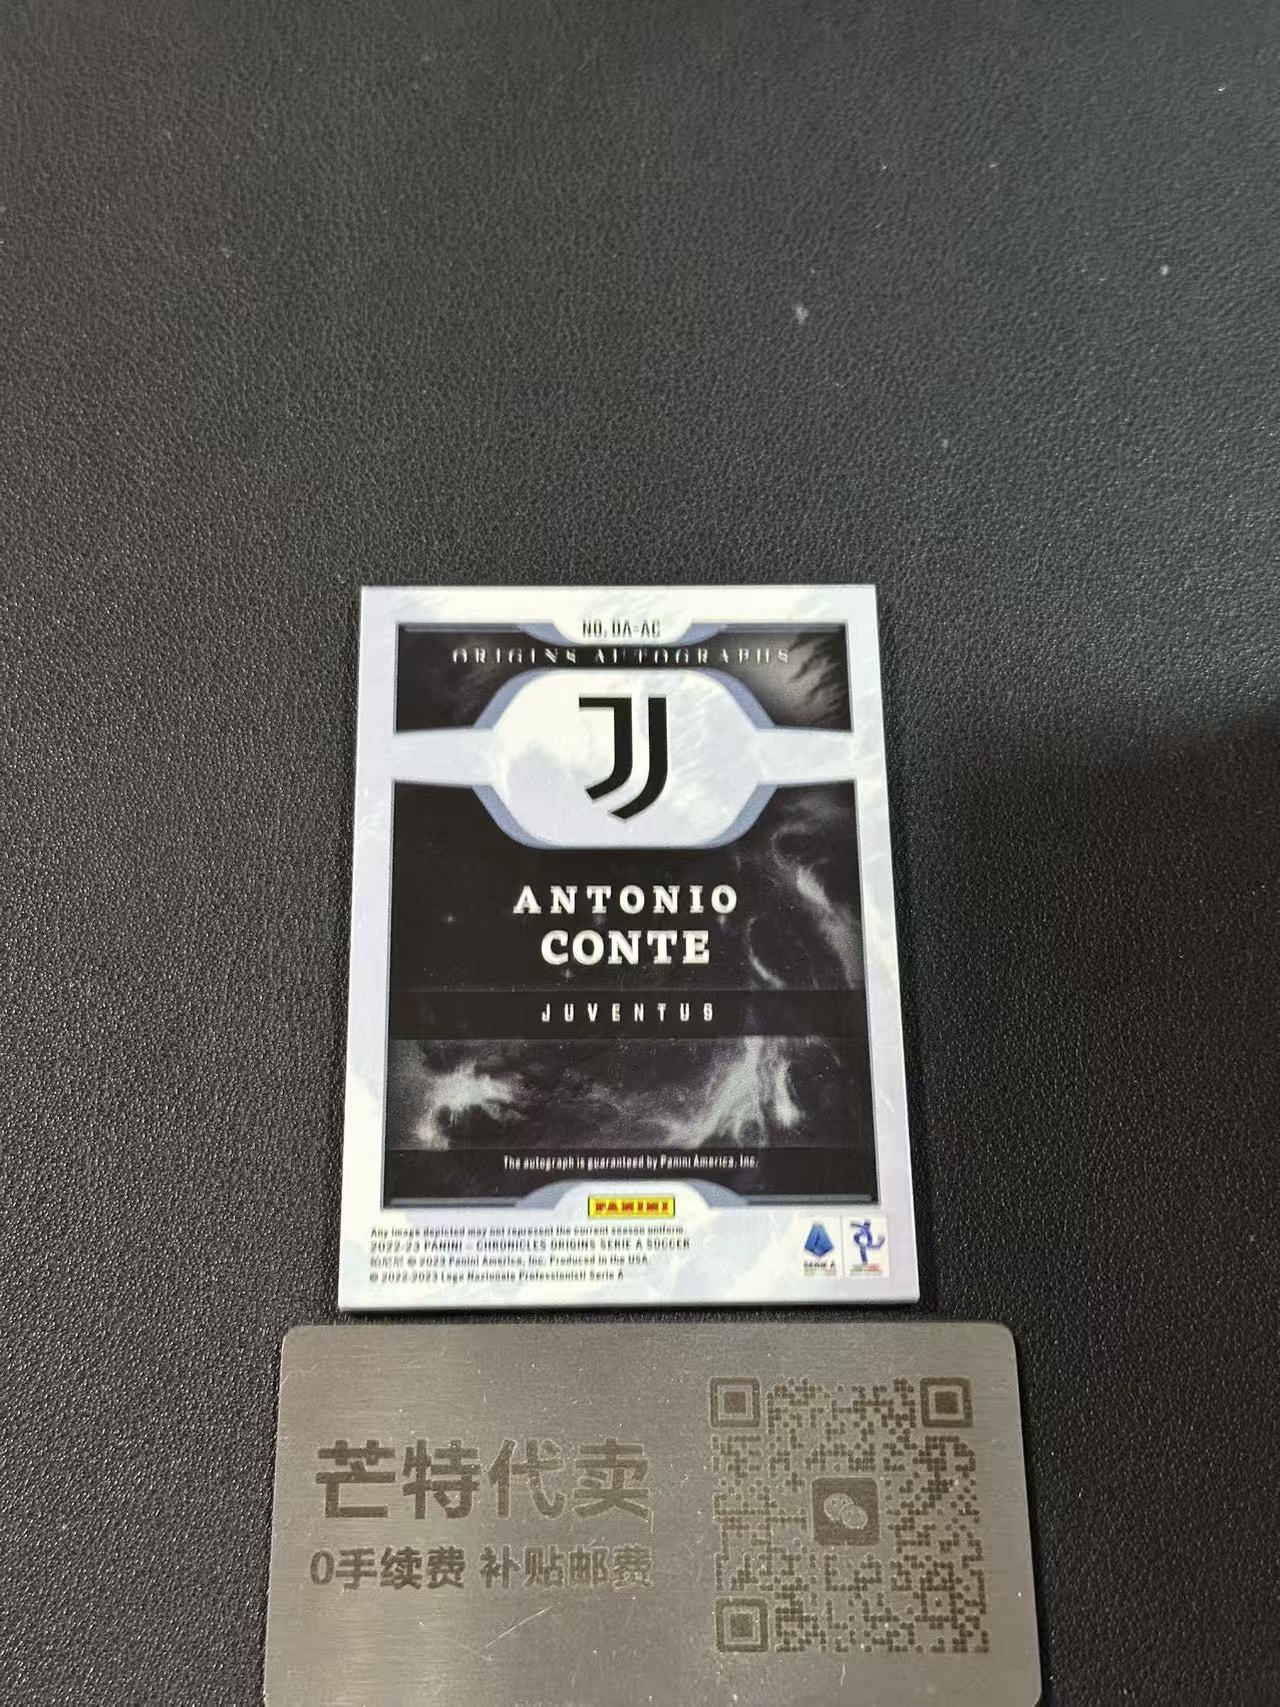 NO. OA-AC
ORIGINS AUTOGRAPHS
ANTONIO
CONTE
JUVENTUS
The autograph is guaranteed by Panini America, Inc.
PANINI
Any image depicted may not represent the current season uniform.
2022-23 PANINI – CHRONICLES ORIGINS SERIE A SOCCER
© 2023 Panini America, Inc. Produced in the USA.
© 2022-2023 Lega Nazionale Professionisti Serie A
SERIE A
芒特代卖
0手续费 补贴邮费